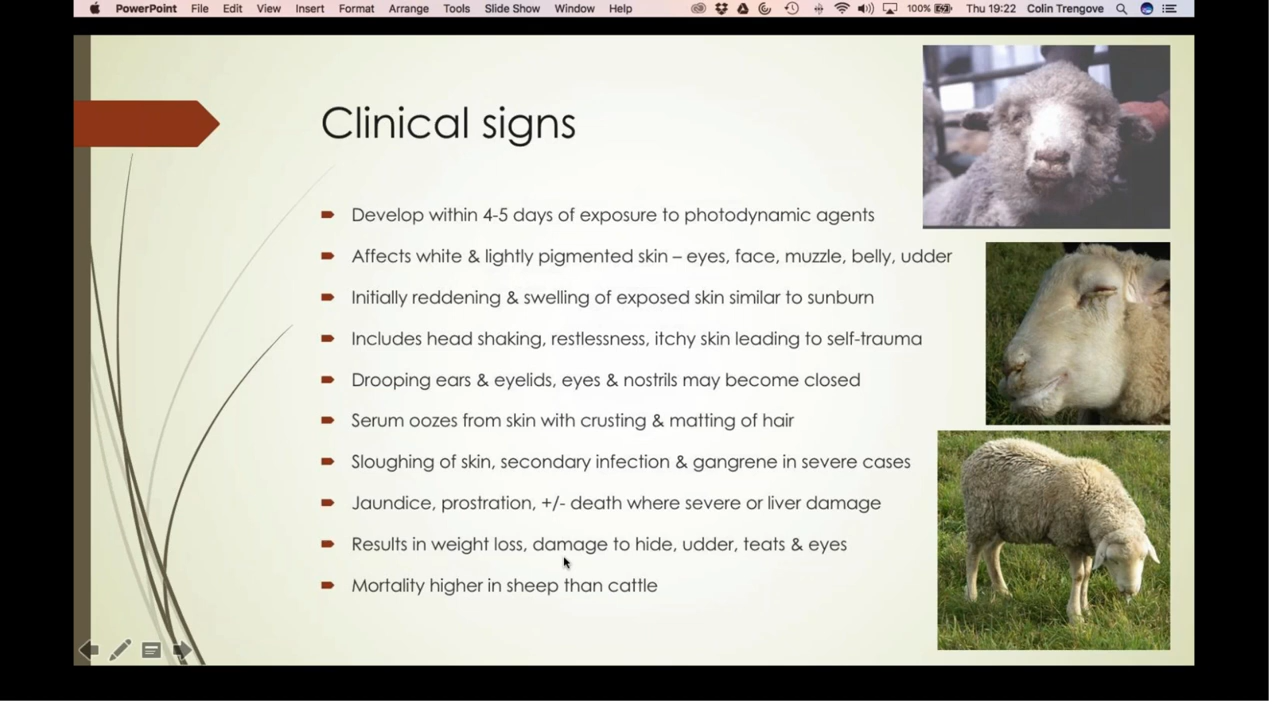 PowerPoint File Edit View Insert Format Arrange Tools Slide Show Window Help 100% Thu 19:22 Colin Trengove
Clinical signs
Develop within 4-5 days of exposure to photodynamic agents
Affects white & lightly pigmented skin – eyes, face, muzzle, belly, udder
Initially reddening & swelling of exposed skin similar to sunburn
Includes head shaking, restlessness, itchy skin leading to self-trauma
Drooping ears & eyelids, eyes & nostrils may become closed
Serum oozes from skin with crusting & matting of hair
Sloughing of skin, secondary infection & gangrene in severe cases
Jaundice, prostration, +/- death where severe or liver damage
Results in weight loss, damage to hide, udder, teats & eyes
Mortality higher in sheep than cattle